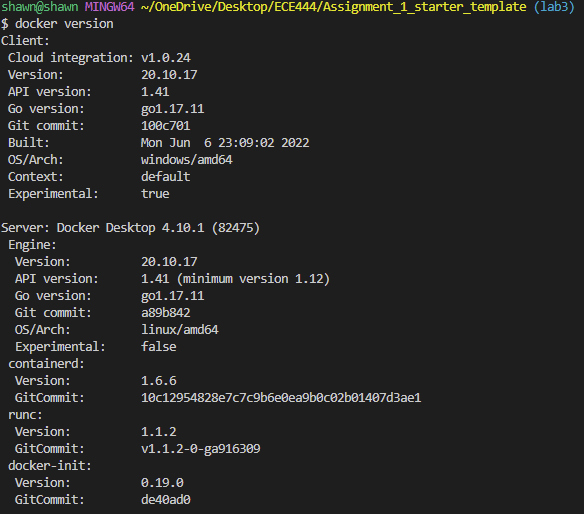 shawn@shawn MINGW64 ~/OneDrive/Desktop/ECE444/Assignment_1_starter_template (lab3)
$ docker version
Client:
 Cloud integration: v1.0.24
 Version:           20.10.17
 API version:       1.41
 Go version:        go1.17.11
 Git commit:        100c701
 Built:             Mon Jun  6 23:09:02 2022
 OS/Arch:           windows/amd64
 Context:           default
 Experimental:      true

Server: Docker Desktop 4.10.1 (82475)
 Engine:
  Version:          20.10.17
  API version:      1.41 (minimum version 1.12)
  Go version:       go1.17.11
  Git commit:       a89b842
  OS/Arch:          linux/amd64
  Experimental:     false
 containerd:
  Version:          1.6.6
  GitCommit:        10c12954828e7c7c9b6e0ea9b0c02b01407d3ae1
 runc:
  Version:          1.1.2
  GitCommit:        v1.1.2-0-ga916309
 docker-init:
  Version:          0.19.0
  GitCommit:        de40ad0